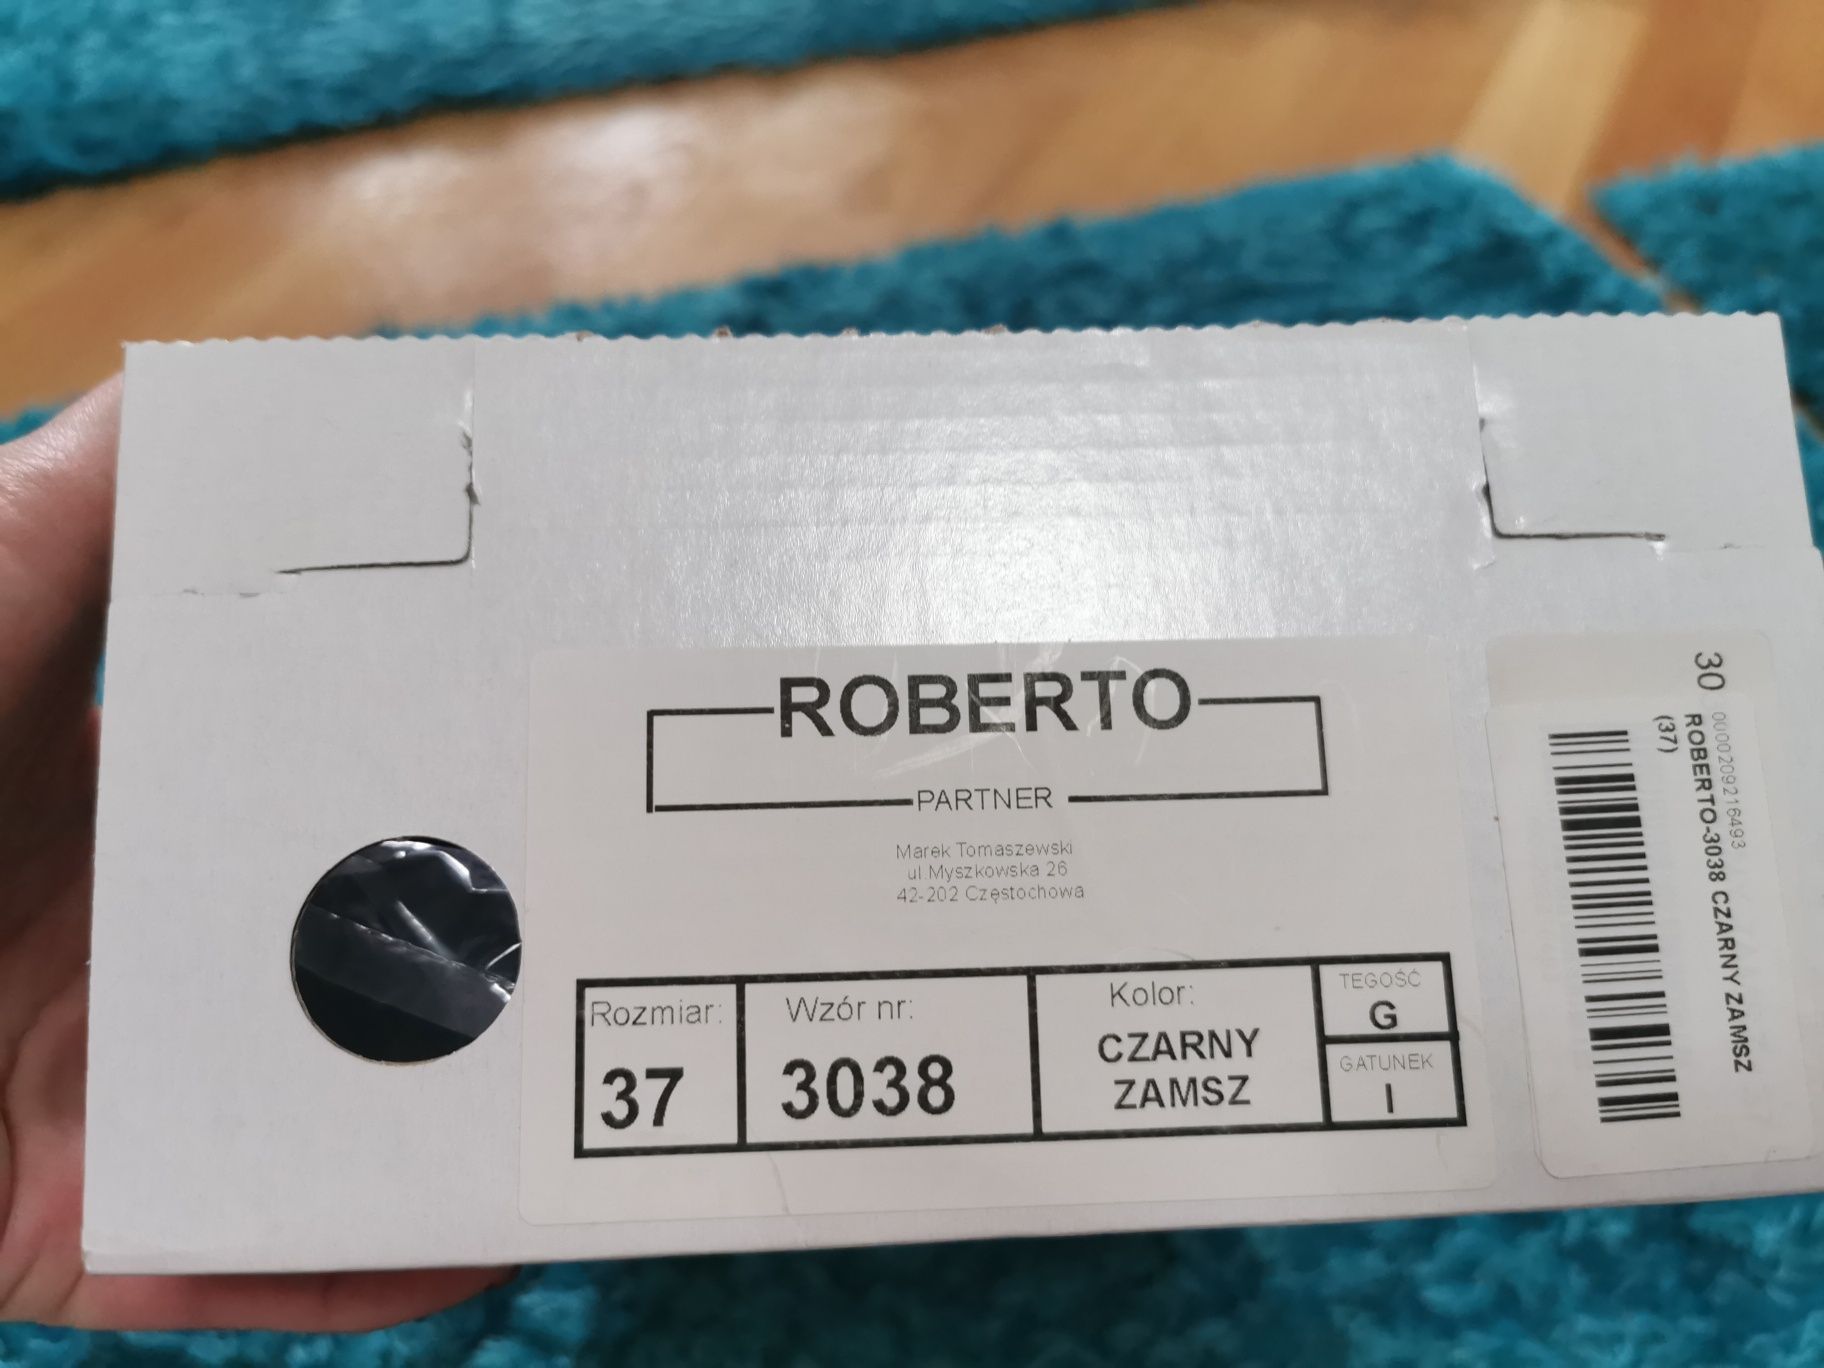 ROBERTO
PARTNER
Marek Tomaszewski
ul.Myszkowska 26
42-202 Częstochowa
Rozmiar:
37
Wzór nr:
3038
Kolor:
CZARNY
ZAMSZ
TEGOŚĆ
G
GATUNEK
I
30
0000209216493
ROBERTO-3038 CZARNY ZAMSZ
(37)